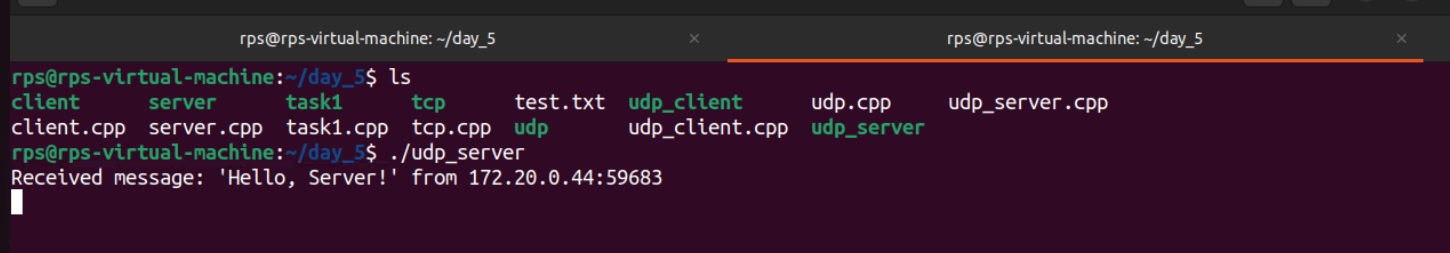 rps@rps-virtual-machine: ~/day_5 × rps@rps-virtual-machine: ~/day_5 ×
rps@rps-virtual-machine:~/day_5$ ls
client server task1 tcp test.txt udp_client udp.cpp udp_server.cpp
client.cpp server.cpp task1.cpp tcp.cpp udp udp_client.cpp udp_server
rps@rps-virtual-machine:~/day_5$ ./udp_server
Received message: 'Hello, Server!' from 172.20.0.44:59683